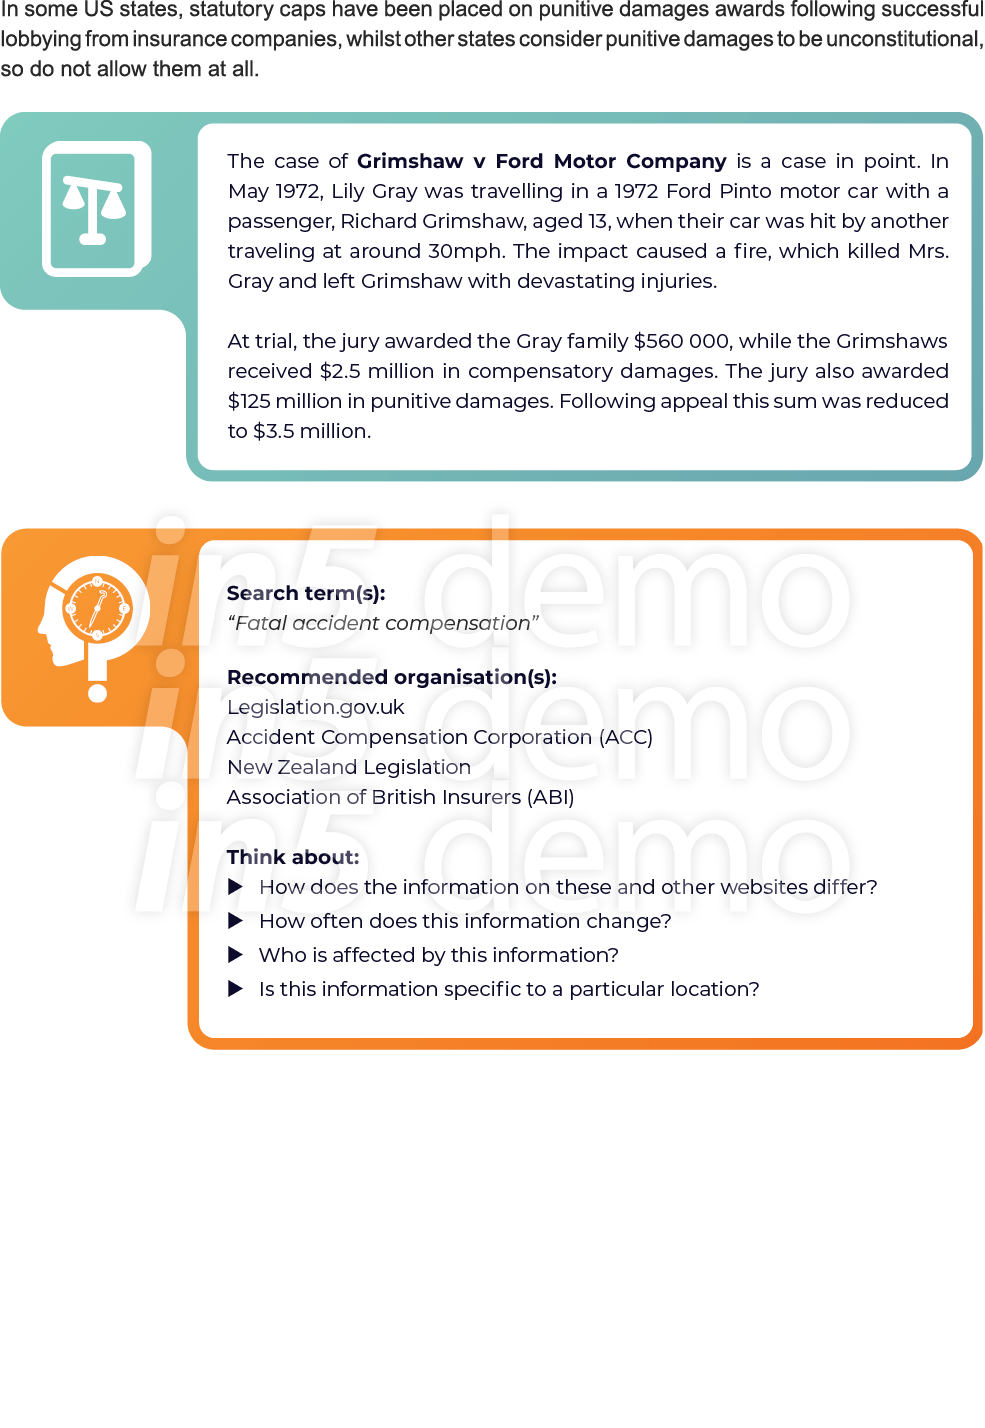 In some US states, statutory caps have been placed on punitive damages awards following successful
lobbying from insurance companies, whilst other states consider punitive damages to be unconstitutional,
so do not allow them at all.
The case of Grimshaw v Ford Motor Company is a case in point. In
May 1972, Lily Gray was travelling in a 1972 Ford Pinto motor car with a
passenger, Richard Grimshaw, aged 13, when their car was hit by another
traveling at around 30mph. The impact caused a fire, which killed Mrs.
Gray and left Grimshaw with devastating injuries.
At trial, the jury awarded the Gray family $560 000, while the Grimshaws
received $2.5 million in compensatory damages. The jury also awarded
$125 million in punitive damages. Following appeal this sum was reduced
to $3.5 million.
in5 demo
in5 demo
in5 demo
Search term(s):
“Fatal accident compensation”
Recommended organisation(s):
Legislation.gov.uk
Accident Compensation Corporation (ACC)
New Zealand Legislation
Association of British Insurers (ABI)
Think about:
▶ How does the information on these and other websites differ?
▶ How often does this information change?
▶ Who is affected by this information?
▶ Is this information specific to a particular location?